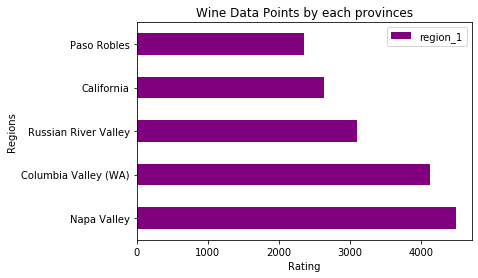 Wine Data Points by each provinces
region_1
Regions
Paso Robles
California
Russian River Valley
Columbia Valley (WA)
Napa Valley
0 1000 2000 3000 4000
Rating